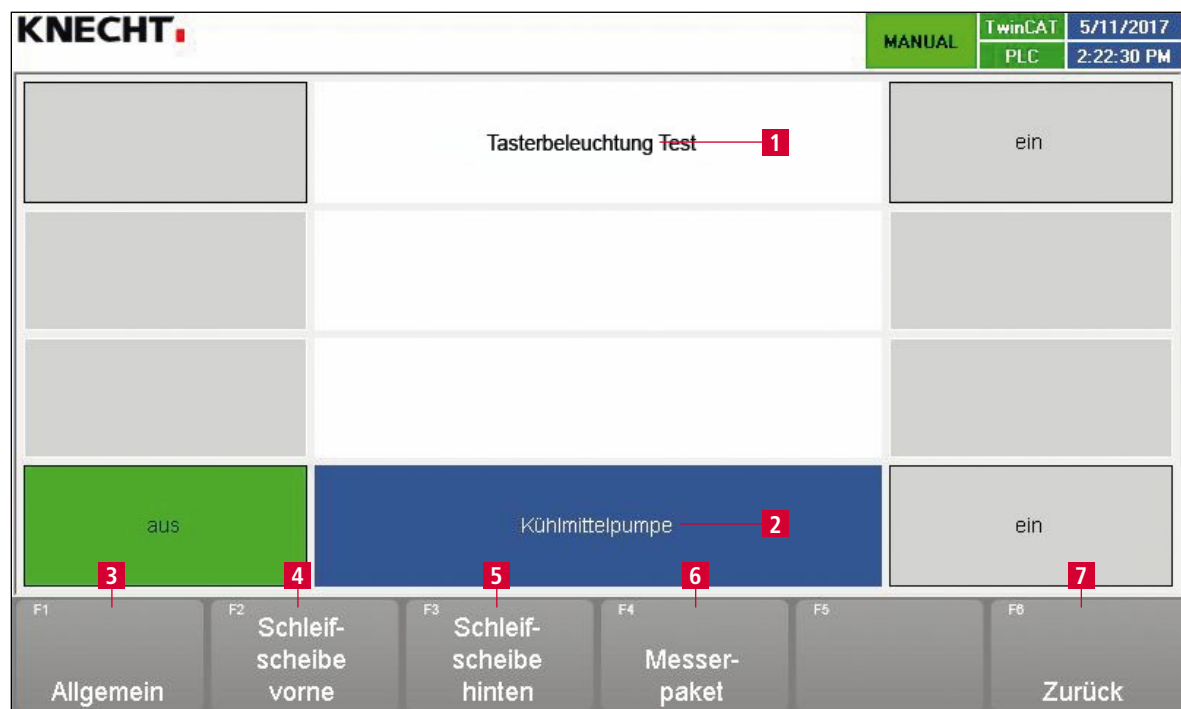 KNECHT
MANUAL
TwinCAT
5/11/2017
PLC
2:22:30 PM
Tasterbeleuchtung Test
1
ein
aus
Kühlmittelpumpe
2
ein
3
4
5
6
7
F1
Allgemein
F2
Schleif-
scheibe
vorne
F3
Schleif-
scheibe
hinten
F4
Messer-
paket
F5
F6
Zurück